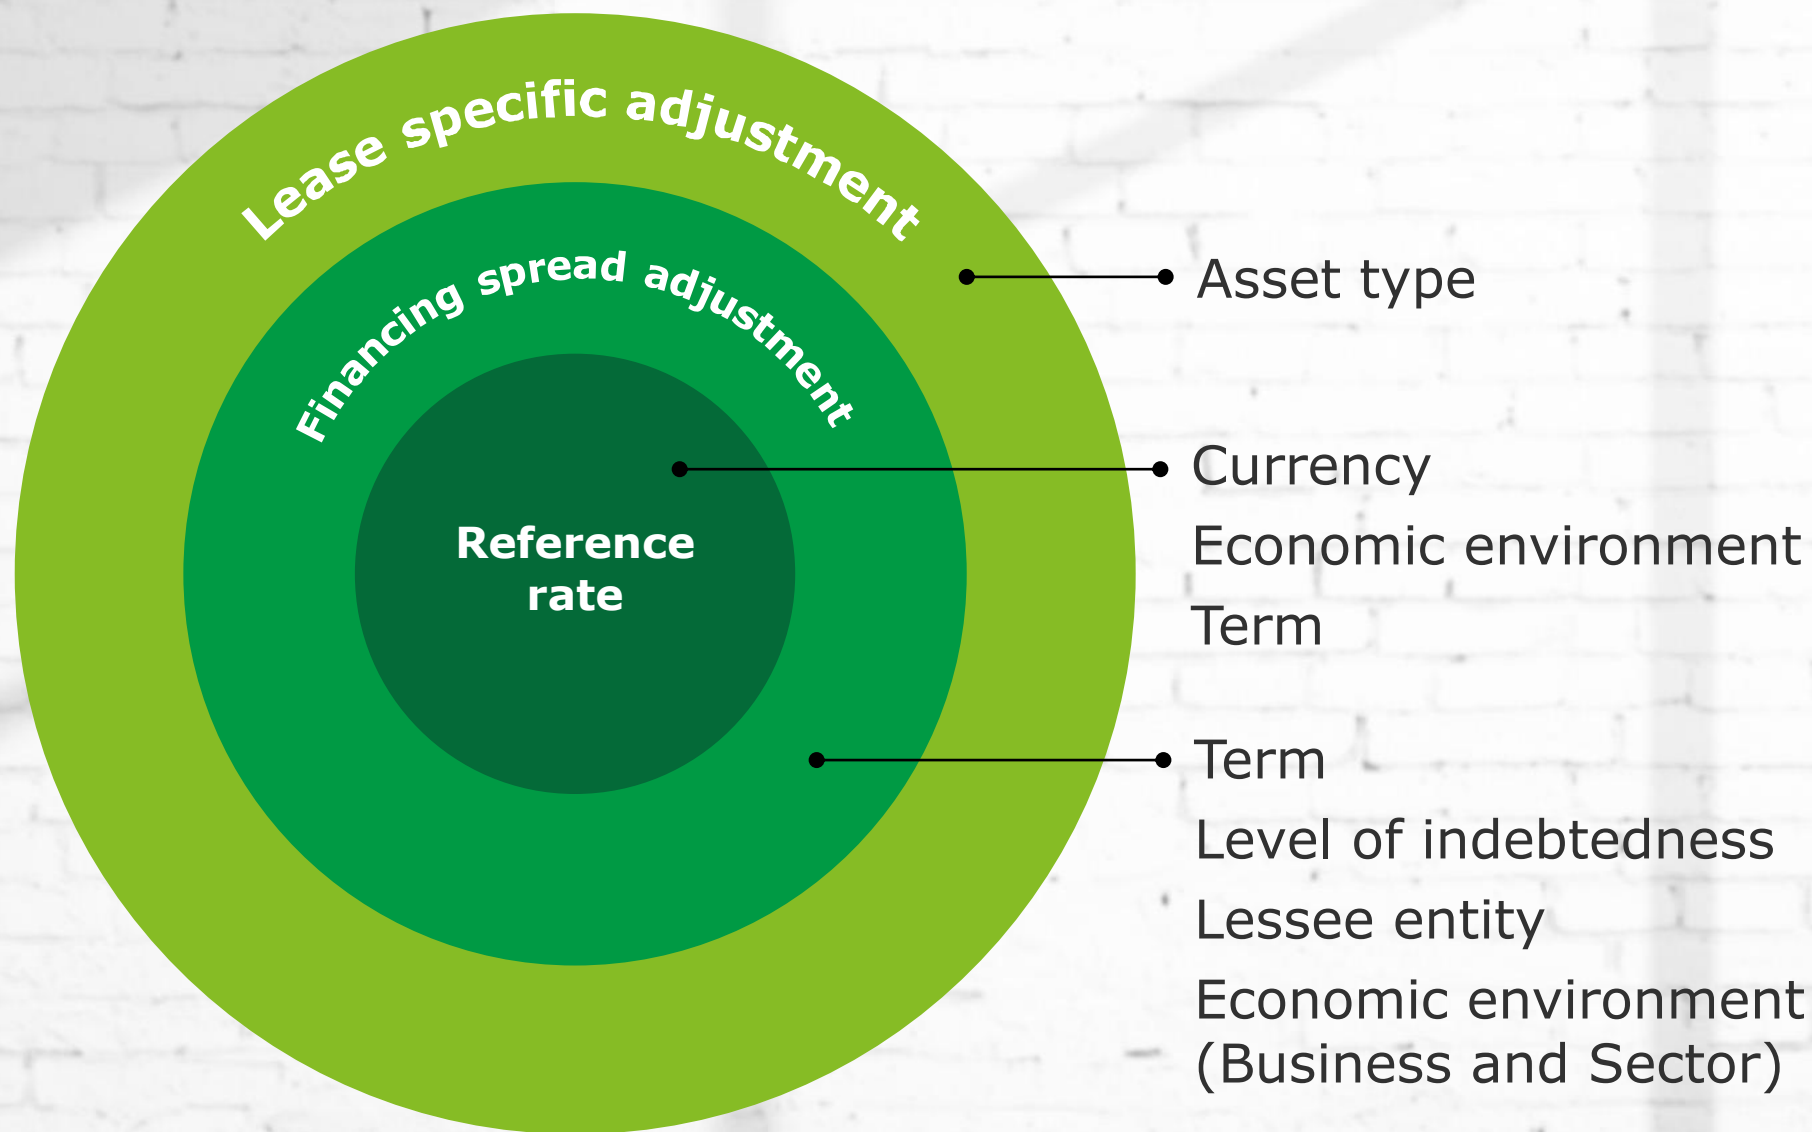 Lease specific adjustment
Financing spread adjustment
Reference
rate
Asset type
Currency
Economic environment
Term
Term
Level of indebtedness
Lessee entity
Economic environment
(Business and Sector)